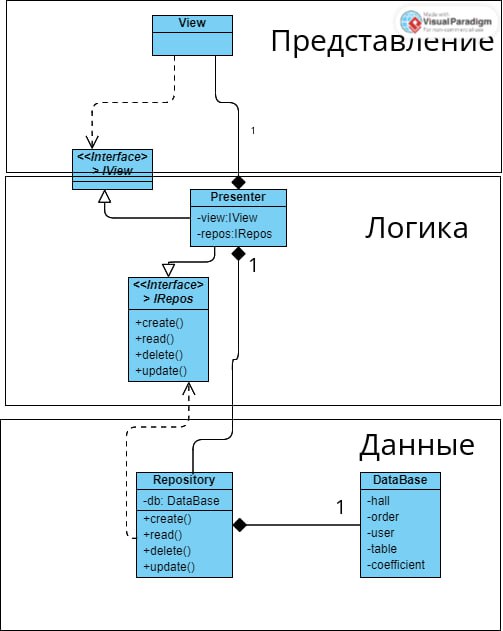 Made with
VisualParadigm
For non-commercial use
View
Представление
1
<<Interface>
> IView
Presenter
-view:IView
-repos:IRepos
Логика
1
<<Interface>
> IRepos
+create()
+read()
+delete()
+update()
Данные
Repository
-db: DataBase
+create()
+read()
+delete()
+update()
1
DataBase
-hall
-order
-user
-table
-coefficient